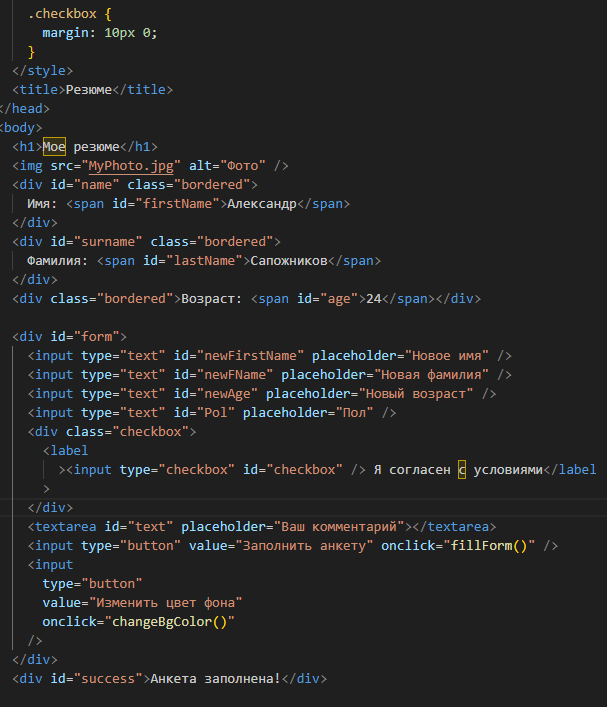 .checkbox {
margin: 10px 0;
}
</style>
<title>Резюме</title>
</head>
<body>
<h1>Мое резюме</h1>
<img src="MyPhoto.jpg" alt="Фото" />
<div id="name" class="bordered">
Имя: <span id="firstName">Александр</span>
</div>
<div id="surname" class="bordered">
Фамилия: <span id="lastName">Сапожников</span>
</div>
<div class="bordered">Возраст: <span id="age">24</span></div>
<div id="form">
<input type="text" id="newFirstName" placeholder="Новое имя" />
<input type="text" id="newFName" placeholder="Новая фамилия" />
<input type="text" id="newAge" placeholder="Новый возраст" />
<input type="text" id="Pol" placeholder="Пол" />
<div class="checkbox">
<label
><input type="checkbox" id="checkbox" /> Я согласен с условиями</label
>
</div>
<textarea id="text" placeholder="Ваш комментарий"></textarea>
<input type="button" value="Заполнить анкету" onclick="fillForm()" />
<input
type="button"
value="Изменить цвет фона"
onclick="changeBgColor()"
/>
</div>
<div id="success">Анкета заполнена!</div>